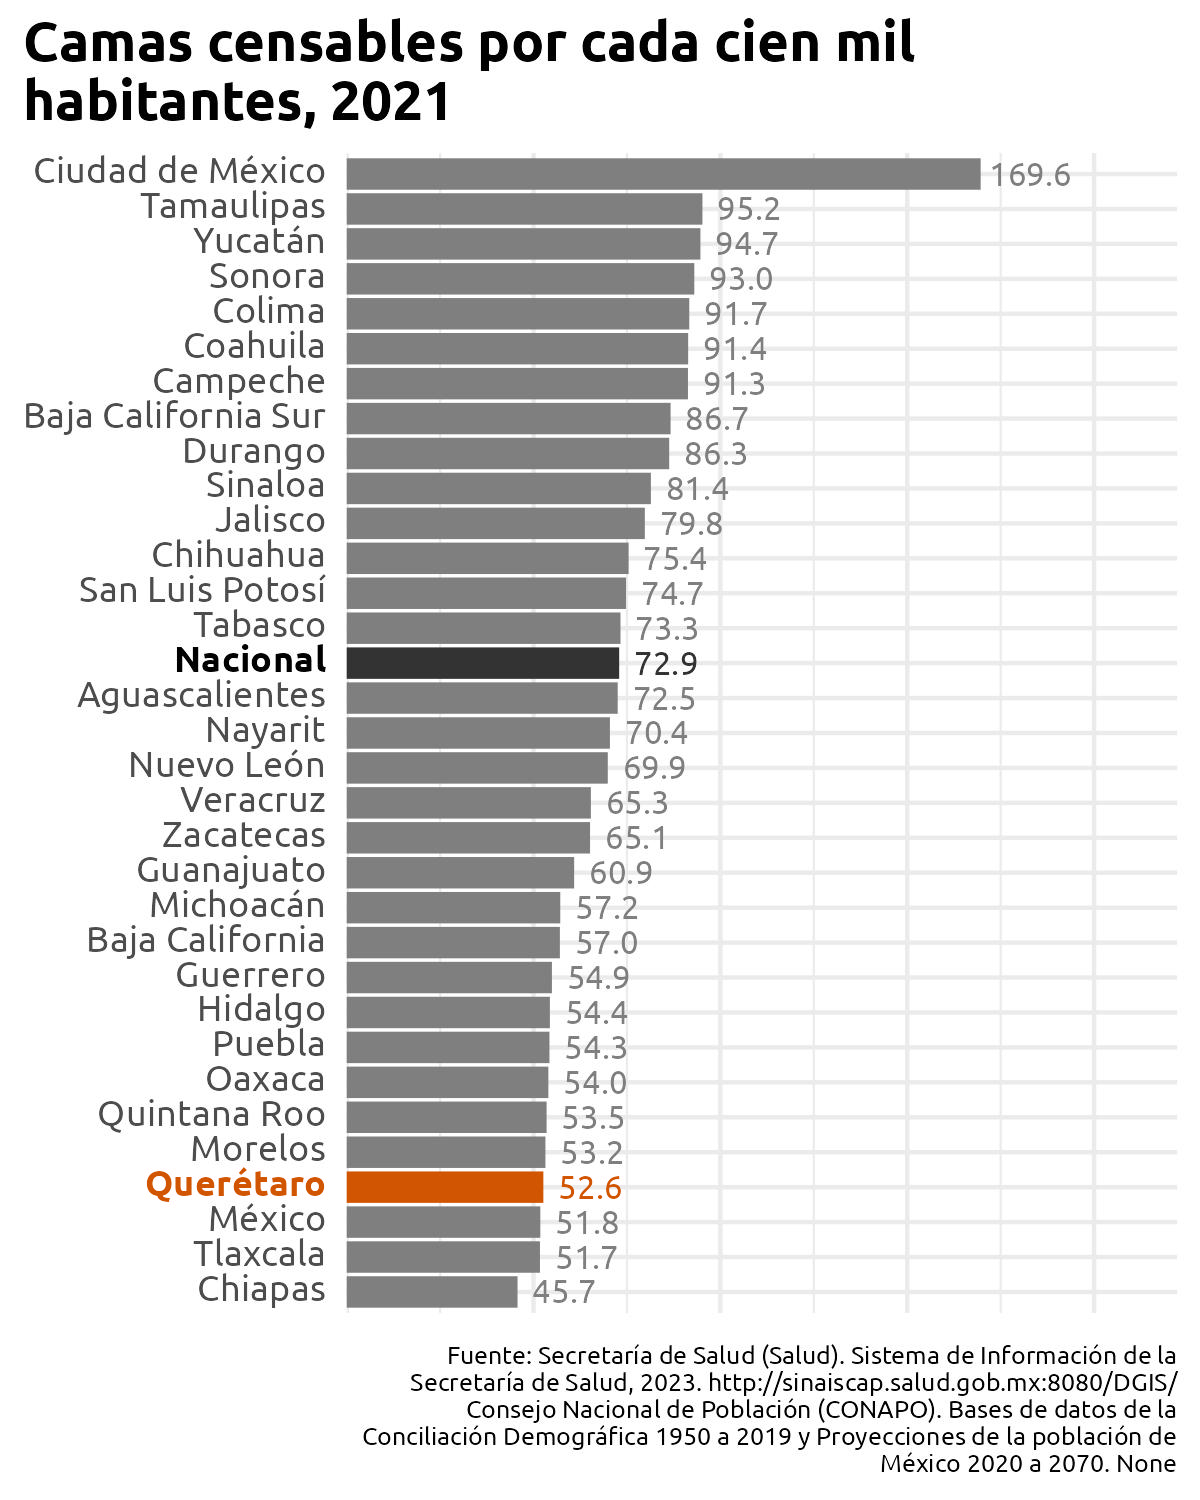 Camas censables por cada cien mil
habitantes, 2021
Ciudad de México 169.6
Tamaulipas 95.2
Yucatán 94.7
Sonora 93.0
Colima 91.7
Coahuila 91.4
Campeche 91.3
Baja California Sur 86.7
Durango 86.3
Sinaloa 81.4
Jalisco 79.8
Chihuahua 75.4
San Luis Potosí 74.7
Tabasco 73.3
Nacional 72.9
Aguascalientes 72.5
Nayarit 70.4
Nuevo León 69.9
Veracruz 65.3
Zacatecas 65.1
Guanajuato 60.9
Michoacán 57.2
Baja California 57.0
Guerrero 54.9
Hidalgo 54.4
Puebla 54.3
Oaxaca 54.0
Quintana Roo 53.5
Morelos 53.2
Querétaro 52.6
México 51.8
Tlaxcala 51.7
Chiapas 45.7
Fuente: Secretaría de Salud (Salud). Sistema de Información de la
Secretaría de Salud, 2023. http://sinaiscap.salud.gob.mx:8080/DGIS/
Consejo Nacional de Población (CONAPO). Bases de datos de la
Conciliación Demográfica 1950 a 2019 y Proyecciones de la población de
México 2020 a 2070. None